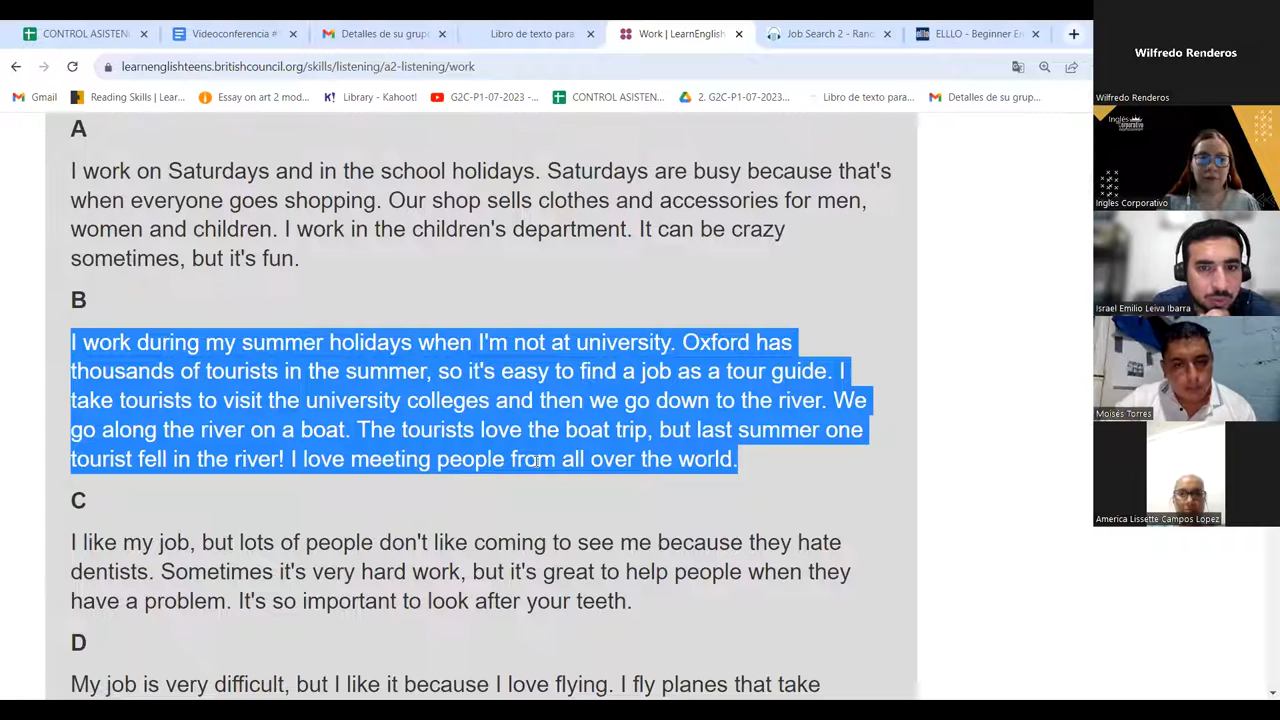 CONTROL ASISTEN
Videoconferencia #
Detalles de su grup
Libro de texto para
Work | LearnEnglish
Job Search 2 - Ran
ELLLO - Beginner En
learnenglishteens.britishcouncil.org/skills/listening/a2-listening/work
Gmail
Reading Skills | Lear...
Essay on art 2 mod...
Library - Kahoot!
G2C-P1-07-2023 -...
CONTROL ASISTEN...
2. G2C-P1-07-2023...
Libro de texto para...
Detalles de su grup...
A
I work on Saturdays and in the school holidays. Saturdays are busy because that's
when everyone goes shopping. Our shop sells clothes and accessories for men,
women and children. I work in the children's department. It can be crazy
sometimes, but it's fun.
B
I work during my summer holidays when I'm not at university. Oxford has
thousands of tourists in the summer, so it's easy to find a job as a tour guide. I
take tourists to visit the university colleges and then we go down to the river. We
go along the river on a boat. The tourists love the boat trip, but last summer one
tourist fell in the river! I love meeting people from all over the world.
C
I like my job, but lots of people don't like coming to see me because they hate
dentists. Sometimes it's very hard work, but it's great to help people when they
have a problem. It's so important to look after your teeth.
D
My job is very difficult, but I like it because I love flying. I fly planes that take
Wilfredo Renderos
Wilfredo Renderos
Inglés
Corporativo
Ingles Corporativo
Israel Emilio Leiva Ibarra
Moisés Torres
America Lissette Campos Lopez